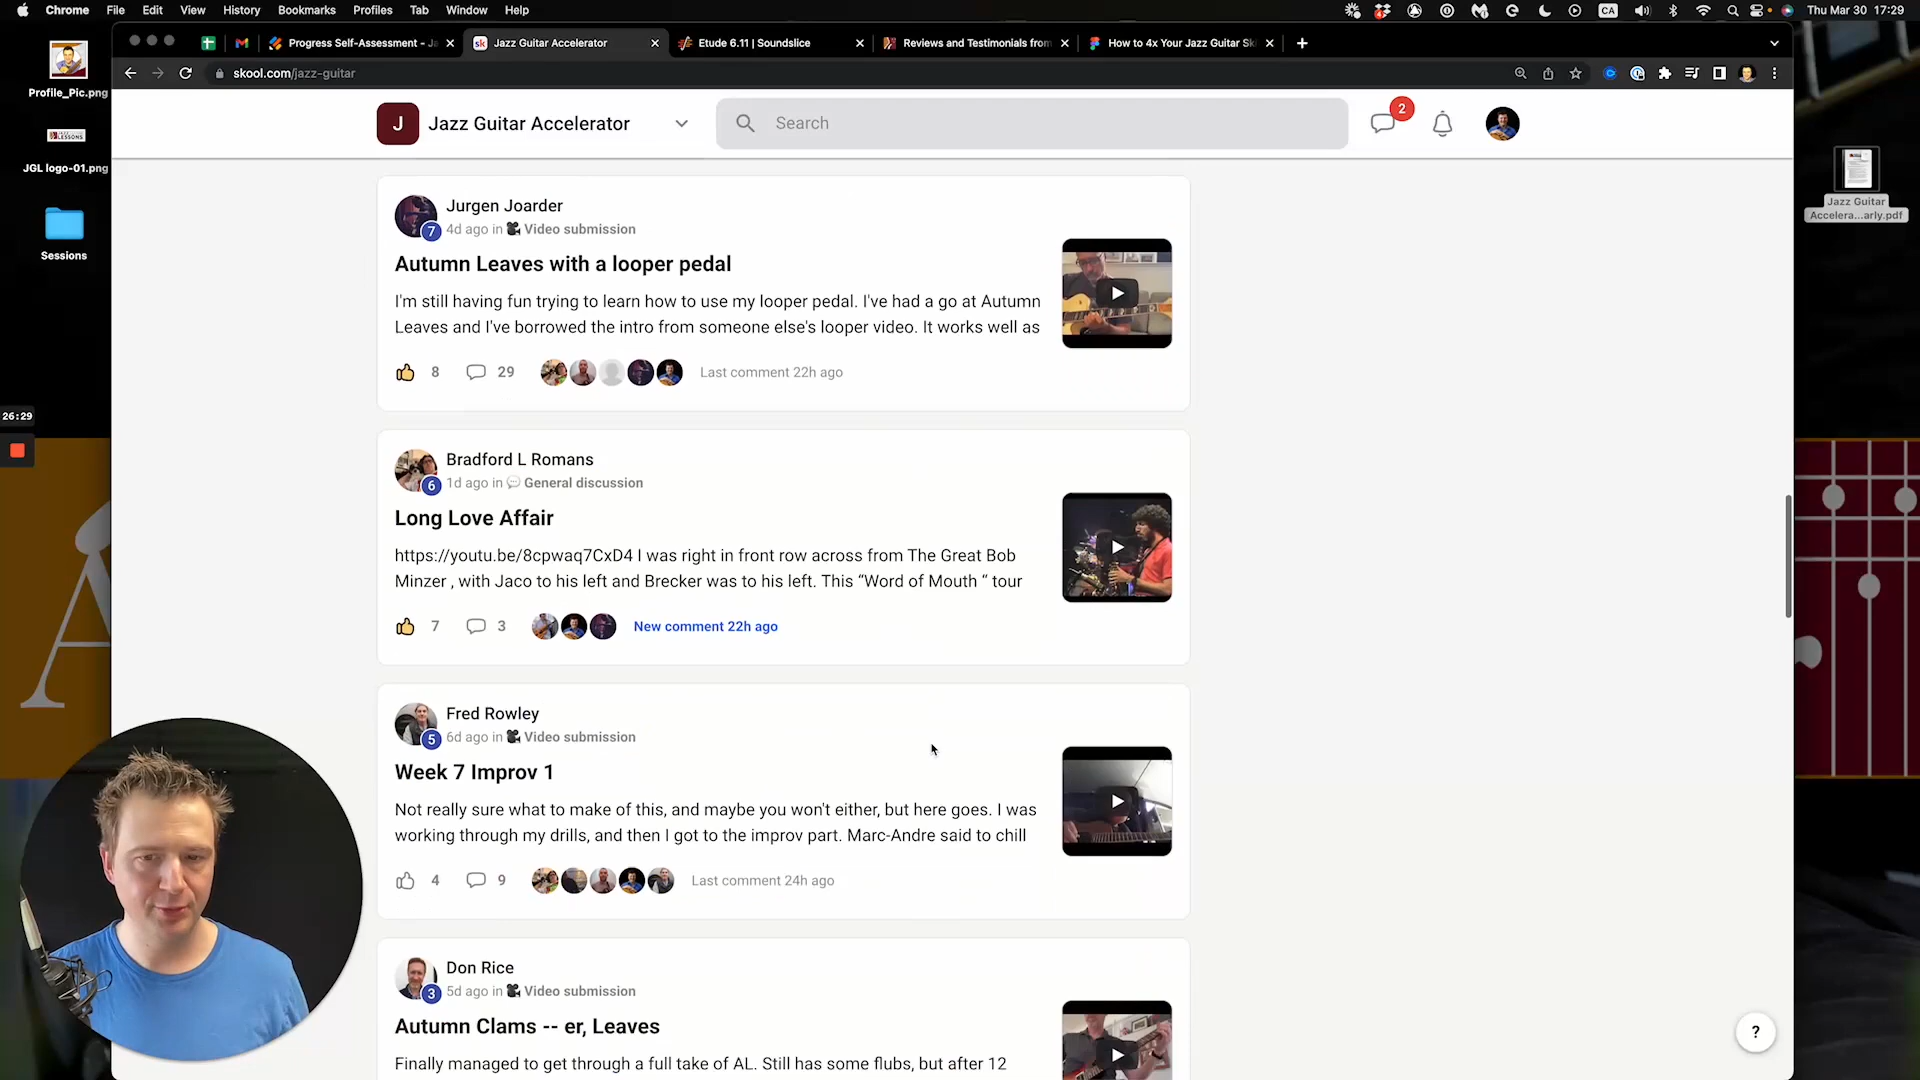 Chrome File Edit View History Bookmarks Profiles Tab Window Help
4
CA
Thu Mar 30 17:29
Progress Self-Assessment - Ja
Jazz Guitar Accelerator
Etude 6.11 | Soundslice
Reviews and Testimonials from
How to 4x Your Jazz Guitar Sk
skool.com/jazz-guitar
Profile_Pic.png
JGL logo-01.png
Sessions
26:29
Jazz Guitar
Accelera...arly.pdf
J
Jazz Guitar Accelerator
Search
2
Jurgen Joarder
7
4d ago in Video submission
Autumn Leaves with a looper pedal
I'm still having fun trying to learn how to use my looper pedal. I've had a go at Autumn
Leaves and I've borrowed the intro from someone else's looper video. It works well as
8 29 Last comment 22h ago
Bradford L Romans
6
1d ago in General discussion
Long Love Affair
https://youtu.be/8cpwaq7CxD4 I was right in front row across from The Great Bob
Minzer , with Jaco to his left and Brecker was to his left. This “Word of Mouth “ tour
7 3 New comment 22h ago
Fred Rowley
5
6d ago in Video submission
Week 7 Improv 1
Not really sure what to make of this, and maybe you won't either, but here goes. I was
working through my drills, and then I got to the improv part. Marc-Andre said to chill
4 9 Last comment 24h ago
Don Rice
3
5d ago in Video submission
Autumn Clams -- er, Leaves
Finally managed to get through a full take of AL. Still has some flubs, but after 12
?